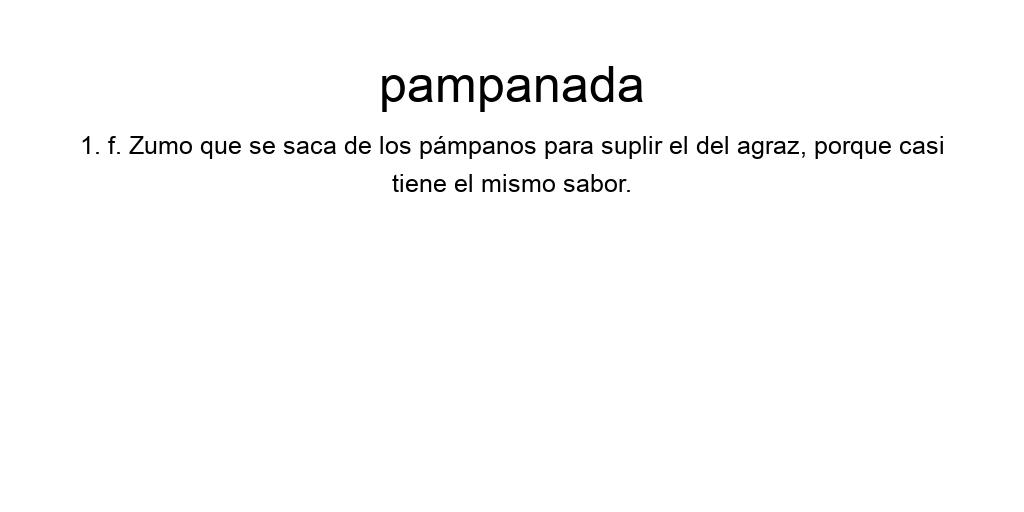 pampanada
1. f. Zumo que se saca de los pámpanos para suplir el del agraz, porque casi
tiene el mismo sabor.